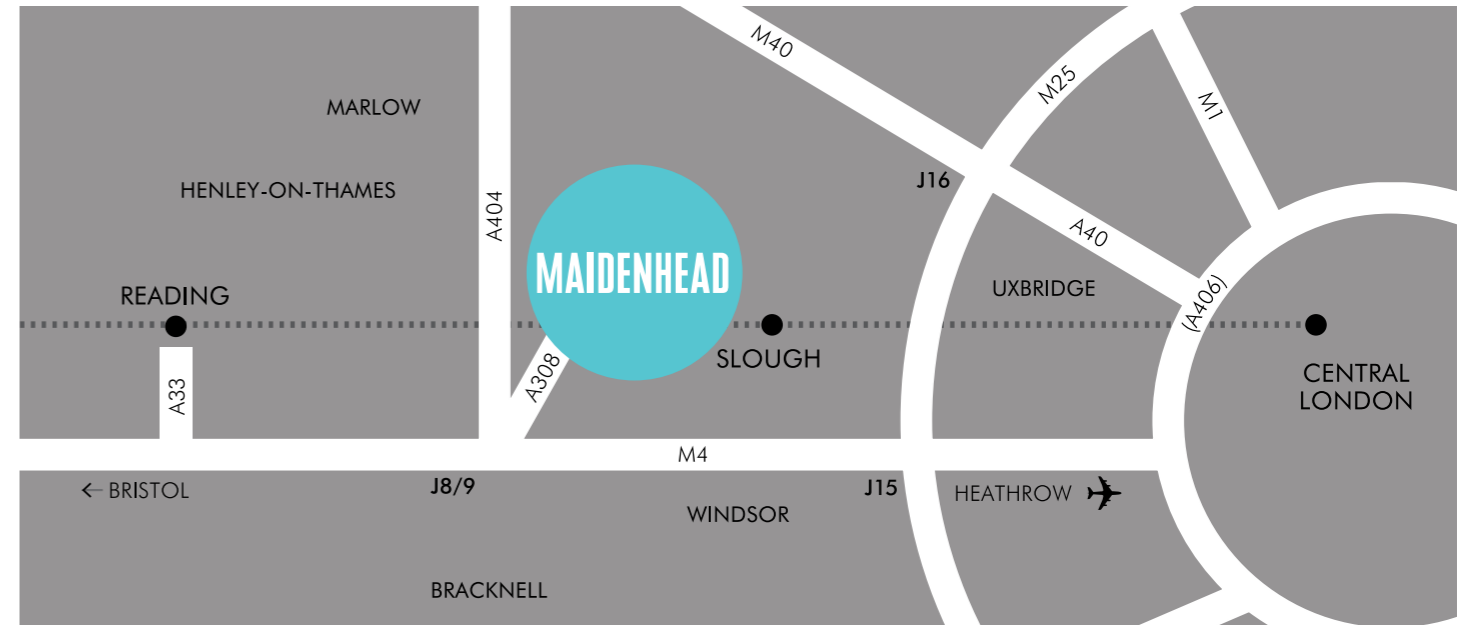 M40
M25
M1
MARLOW
J16
HENLEY-ON-THAMES
A404
A40
MAIDENHEAD
UXBRIDGE
READING
(A406)
SLOUGH
A308
A33
CENTRAL
LONDON
M4
← BRISTOL
J8/9
J15
HEATHROW
WINDSOR
BRACKNELL